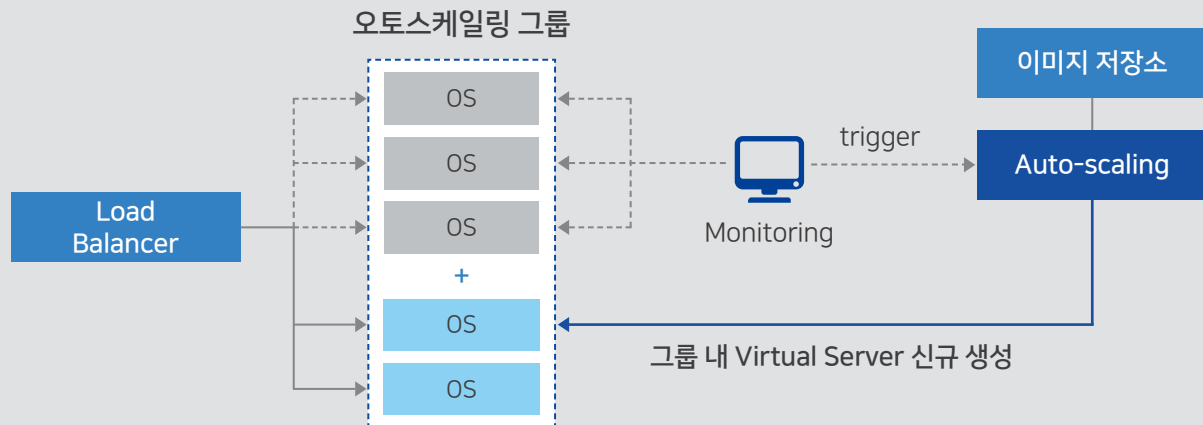 오토스케일링 그룹
OS
OS
OS
+
OS
OS
Load
Balancer
Monitoring
trigger
이미지 저장소
Auto-scaling
그룹 내 Virtual Server 신규 생성